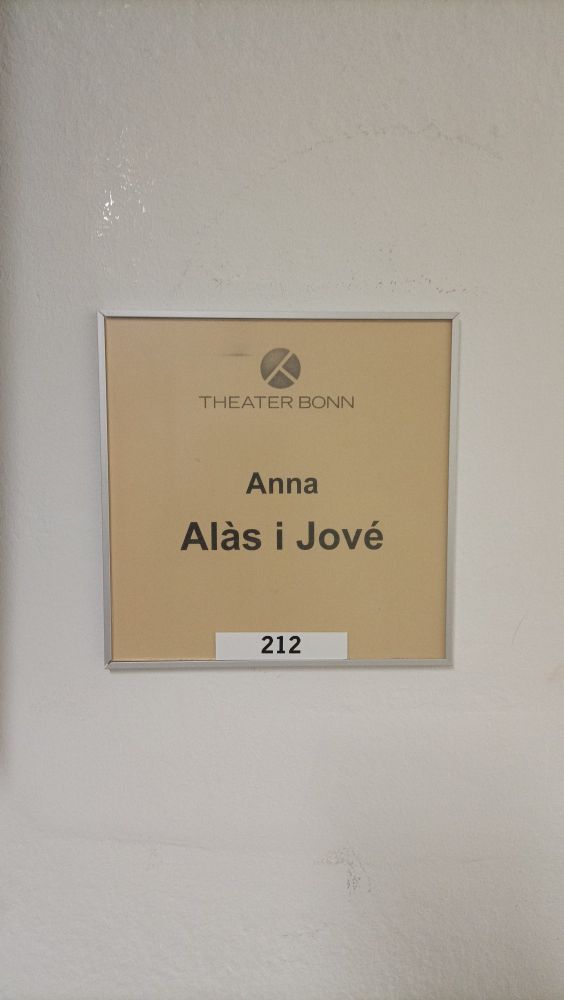 THEATER BONN
Anna
Alàs i Jové
212